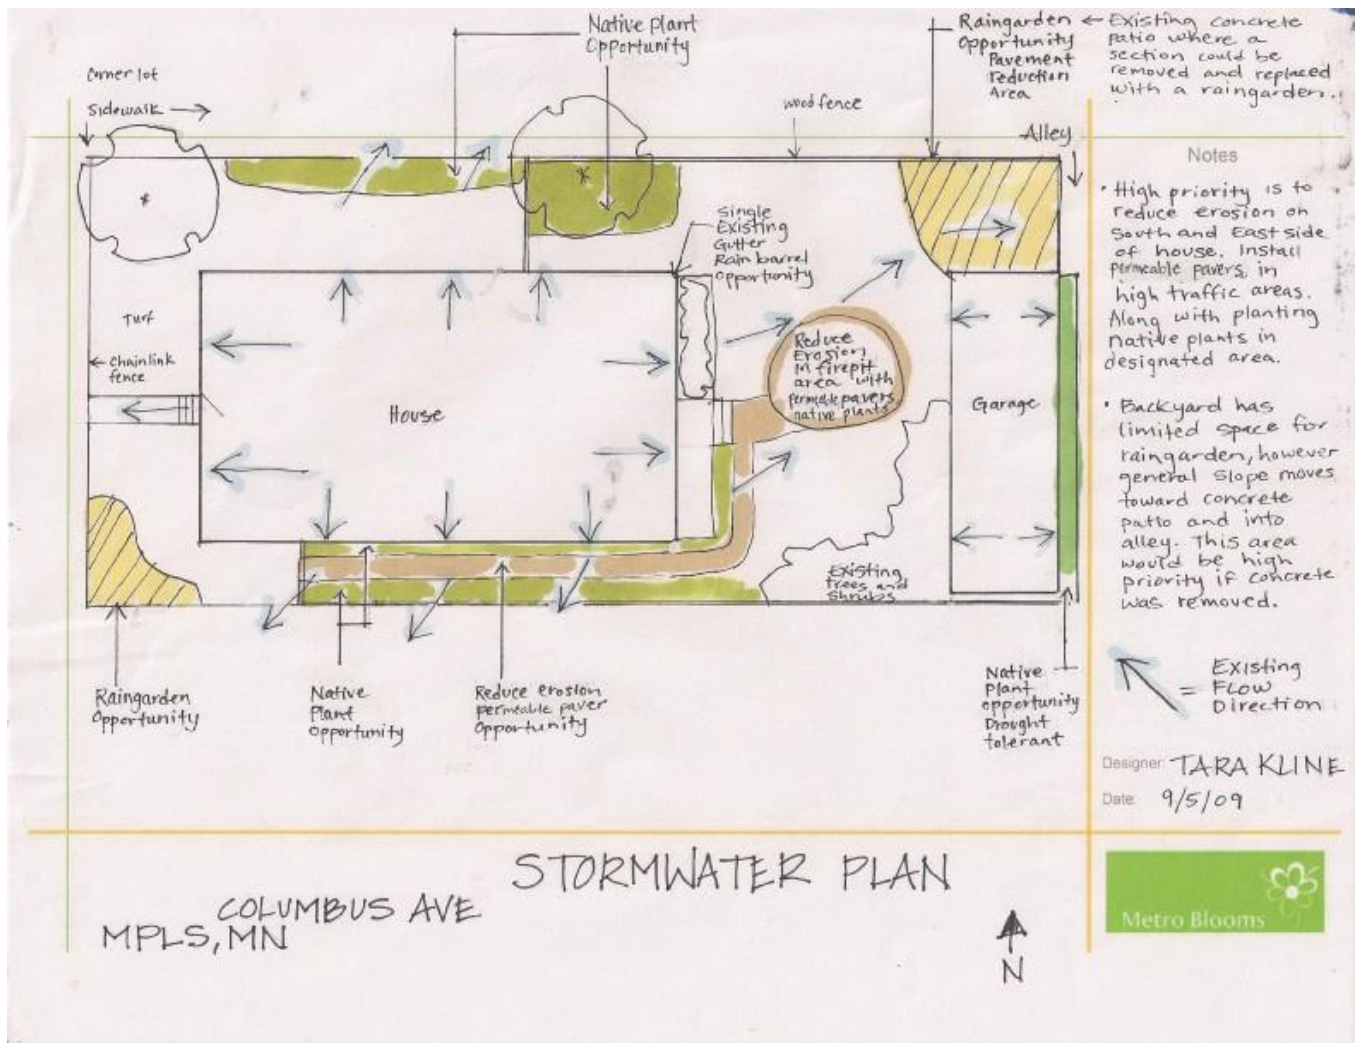 Native plant
Opportunity
Raingarden ← Existing concrete
Opportunity patio where a
Pavement section could be
reduction removed and replaced
Area with a raingarden.
Corner lot
Sidewalk →
wood fence
Alley
Single
Existing
Gutter
Rain barrel
Opportunity
Turf
← Chainlink
fence
House
Reduce
Erosion
in firepit
area with
permeable pavers
native plants
Garage
Existing
trees and
Shrubs
Raingarden
Opportunity
Native
Plant
Opportunity
Reduce erosion
permeable paver
Opportunity
Native
Plant
opportunity
Drought
tolerant
Notes
• High priority is to
reduce erosion on
South and East side
of house. Install
permeable pavers, in
high traffic areas.
Along with planting
native plants in
designated area.
• Backyard has
limited space for
raingarden, however
general slope moves
toward concrete
patio and into
alley. This area
would be high
priority if concrete
was removed.
= Existing
Flow
Direction
Designer: TARA KLINE
Date: 9/5/09
STORMWATER PLAN
COLUMBUS AVE
MPLS, MN
N
Metro Blooms